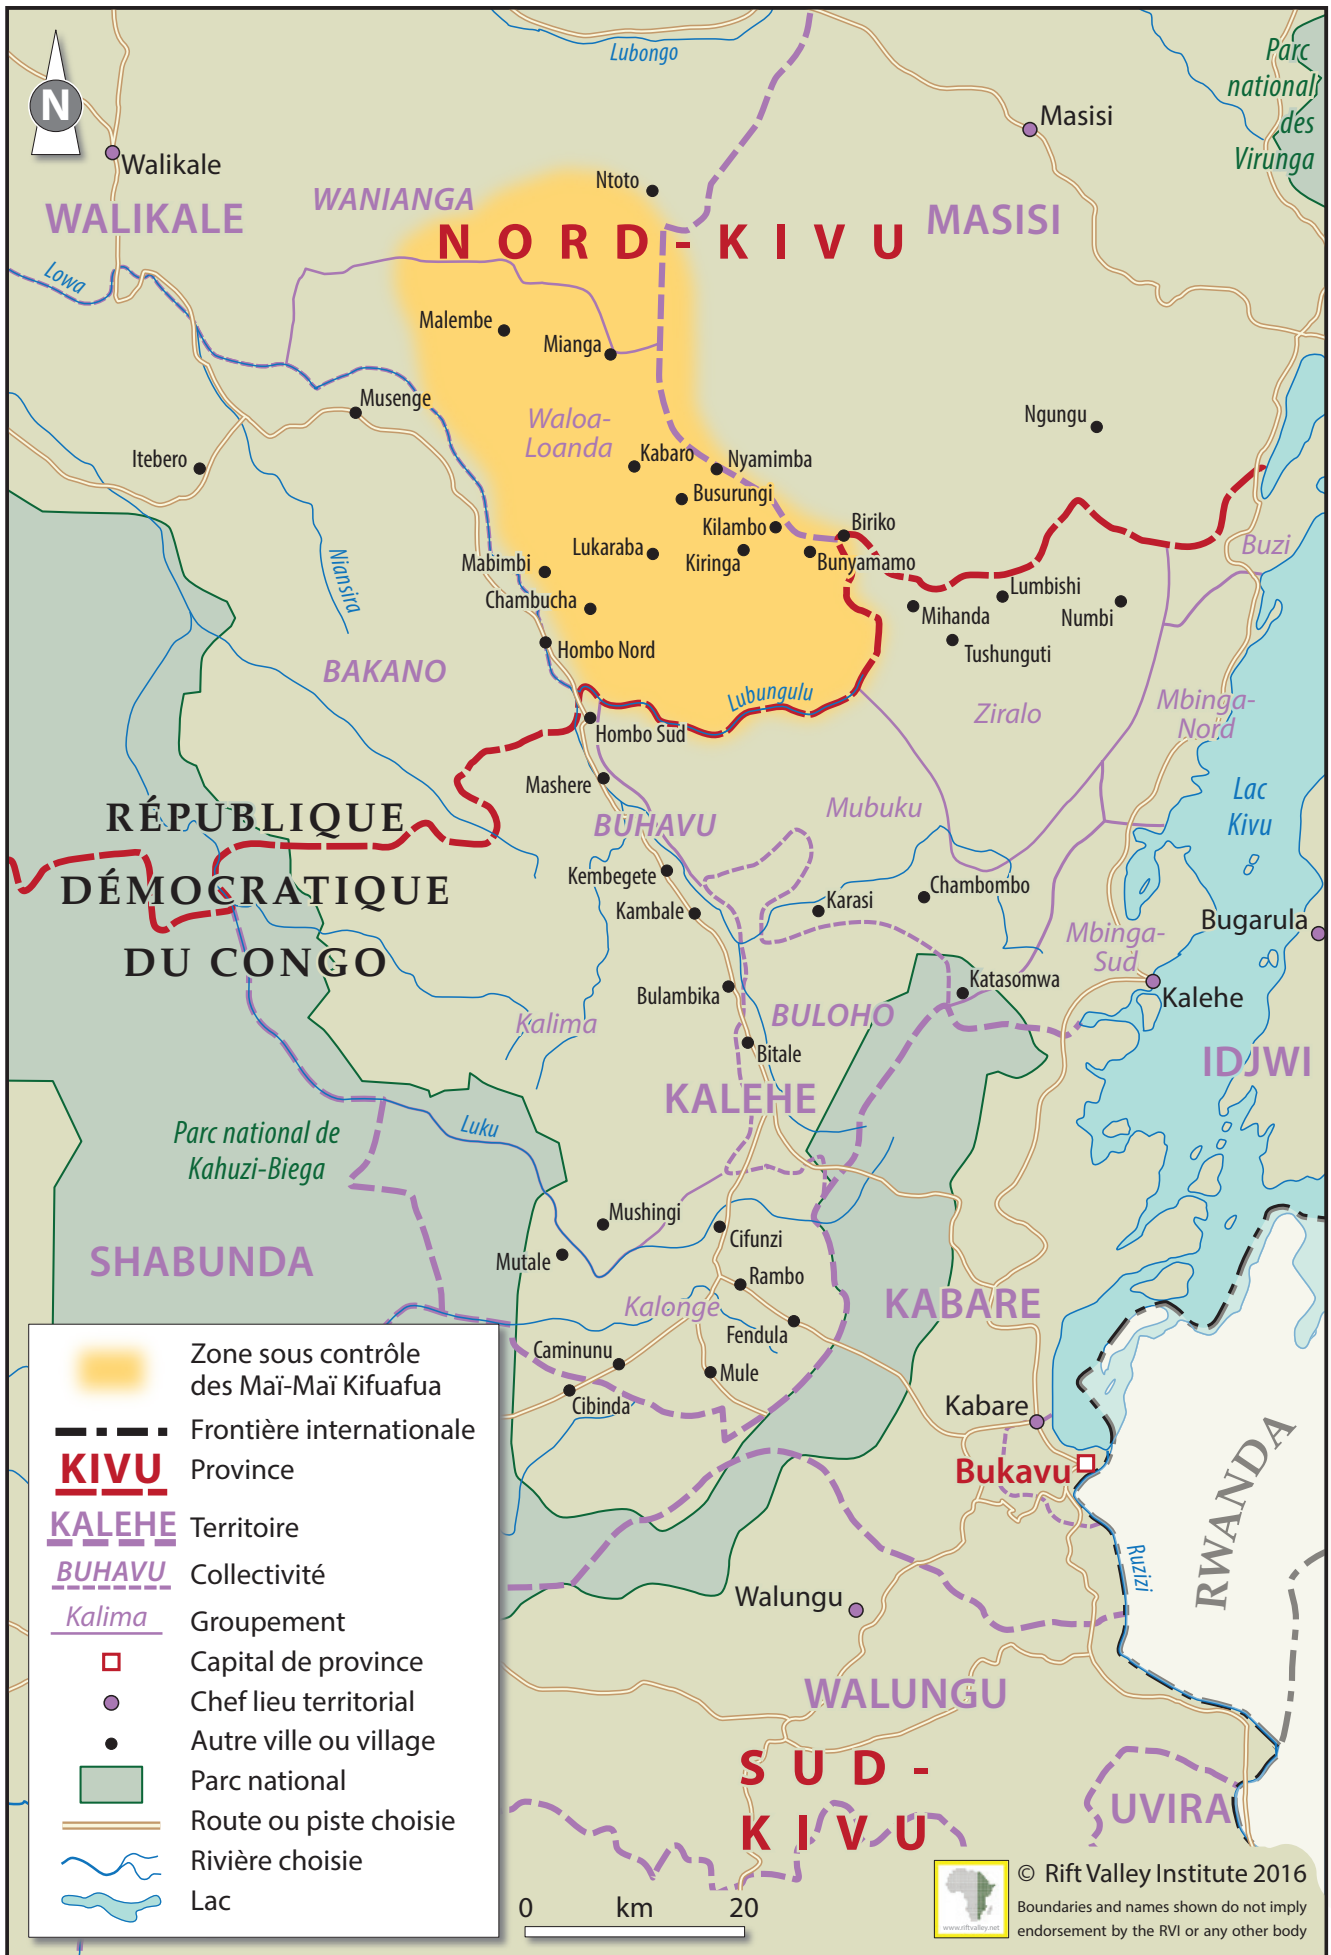 Lubongo
Parc
national
des
Virunga
N
Masisi
Walikale
WANIANGA
Ntoto
WALIKALE
MASISI
NORD-KIVU
Lowa
Malembe
Mianga
Musenge
Waloa-
Loanda
Ngungu
Itebero
Kabaro
Nyamimba
Busurungi
Kilambo
Biriko
Lukaraba
Kiringa
Bunyamamo
Buzi
Mabimbi
Niansira
Chambucha
Mihanda
Lumbishi
Numbi
Hombo Nord
Tushunguti
BAKANO
Lubungulu
Ziralo
Mbinga-
Nord
Hombo Sud
Mashere
Lac
Kivu
RÉPUBLIQUE
DÉMOCRATIQUE
DU CONGO
BUHAVU
Mubuku
Kembegete
Kambale
Karasi
Chambombo
Bugarula
Mbinga-
Sud
Bulambika
Katasomwa
Kalehe
Kalima
BULOHO
Bitale
IDJWI
KALEHE
Luku
Parc national de
Kahuzi-Biega
Mushingi
Mutale
Cifunzi
SHABUNDA
Rambo
Kalonge
KABARE
Fendula
Caminunu
Mule
Cibinda
Kabare
Bukavu
RWANDA
Ruzizi
Walungu
WALUNGU
SUD-
KIVU
UVIRA
Zone sous contrôle
des Maï-Maï Kifuafua
Frontière internationale
KIVU Province
KALEHE Territoire
BUHAVU Collectivité
Kalima Groupement
Capital de province
Chef lieu territorial
Autre ville ou village
Parc national
Route ou piste choisie
Rivière choisie
Lac
0 km 20
www.riftvalley.net
© Rift Valley Institute 2016
Boundaries and names shown do not imply
endorsement by the RVI or any other body